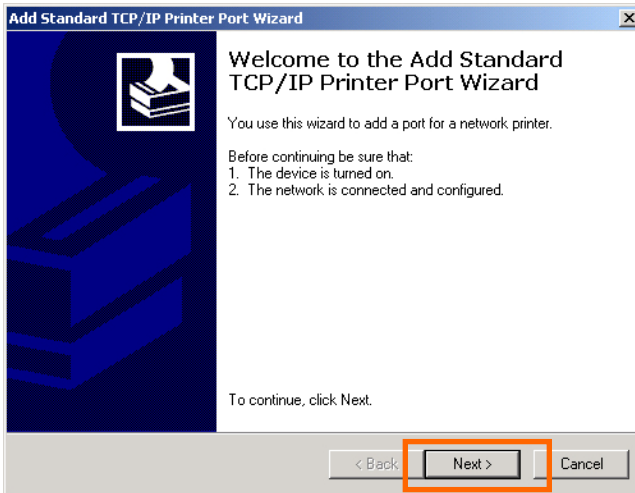 Add Standard TCP/IP Printer Port Wizard
Welcome to the Add Standard
TCP/IP Printer Port Wizard
You use this wizard to add a port for a network printer.
Before continuing be sure that:
1. The device is turned on.
2. The network is connected and configured.
To continue, click Next.
< Back
Next >
Cancel